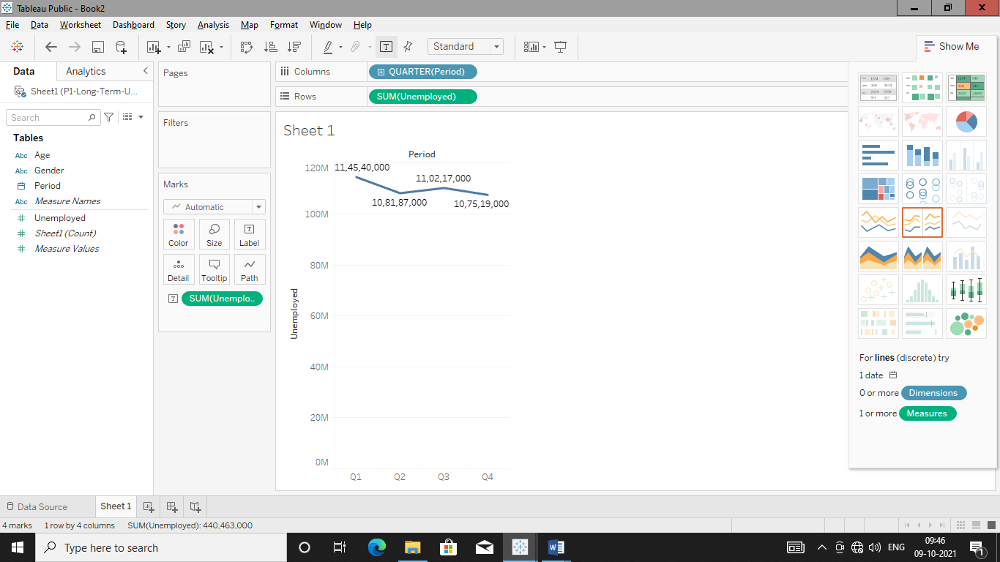 Tableau Public - Book2
File Data Worksheet Dashboard Story Analysis Map Format Window Help
Standard
Show Me
Data Analytics
Sheet1 (P1-Long-Term-U...
Search
Tables
Abc Age
Abc Gender
Period
Abc Measure Names
Unemployed
Sheet1 (Count)
Measure Values
Pages
Filters
Marks
Automatic
Color Size Label
Detail Tooltip Path
SUM(Unemplo..
Columns QUARTER(Period)
Rows SUM(Unemployed)
Sheet 1
Period
120M
100M
80M
60M
40M
20M
0M
Unemployed
11,45,40,000
10,81,87,000
11,02,17,000
10,75,19,000
Q1 Q2 Q3 Q4
For lines (discrete) try
1 date
0 or more Dimensions
1 or more Measures
Data Source Sheet 1
4 marks 1 row by 4 columns SUM(Unemployed): 440,463,000
Type here to search
ENG
09:46
09-10-2021
1